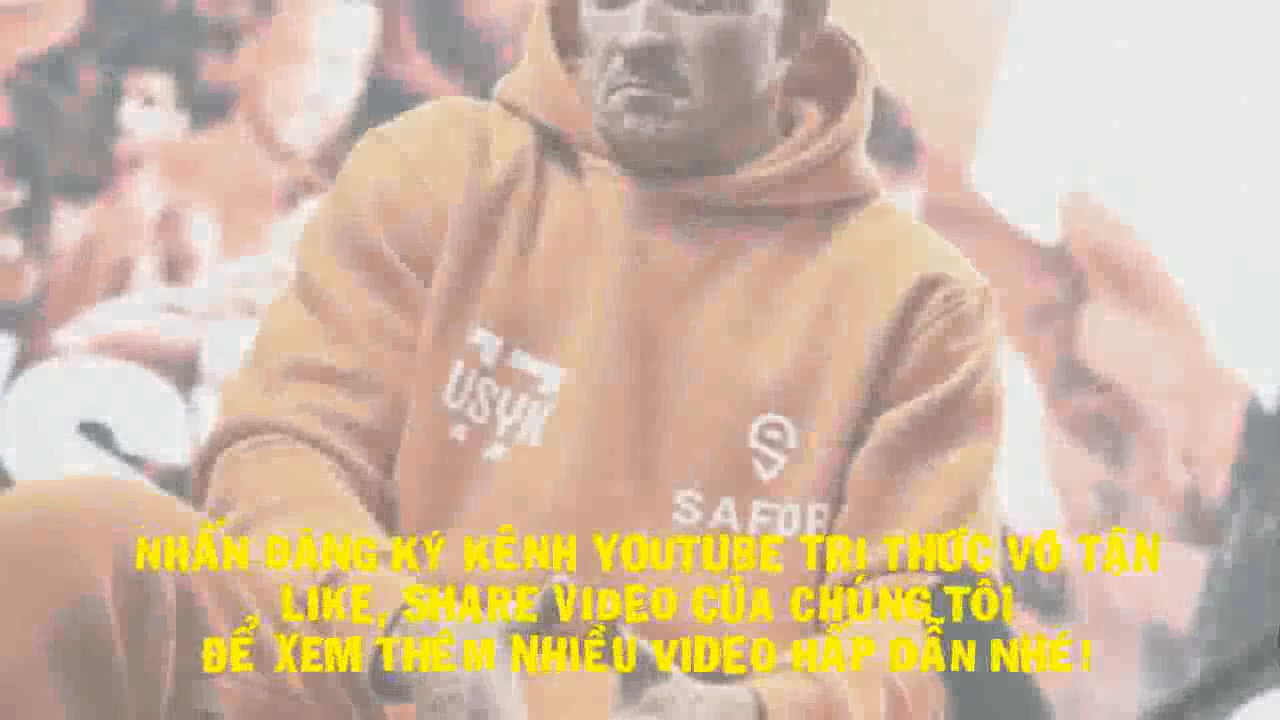 USYK
SAFDR
NHẤN ĐĂNG KÝ KÊNH YOUTUBE TRI THỨC VÔ TẬN
LIKE, SHARE VIDEO CỦA CHÚNG TÔI
ĐỂ XEM THÊM NHIỀU VIDEO HẤP DẪN NHÉ!